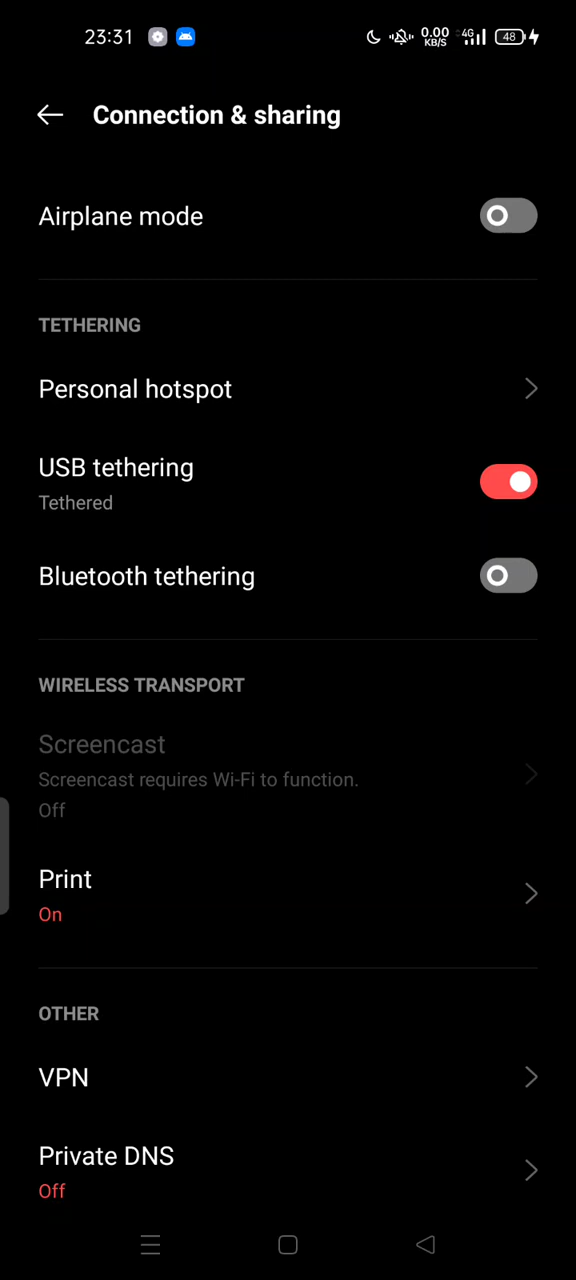 23:31 0.00 KB/S 4G 48
Connection & sharing
Airplane mode
TETHERING
Personal hotspot
USB tethering
Tethered
Bluetooth tethering
WIRELESS TRANSPORT
Screencast
Screencast requires Wi-Fi to function.
Off
Print
On
OTHER
VPN
Private DNS
Off